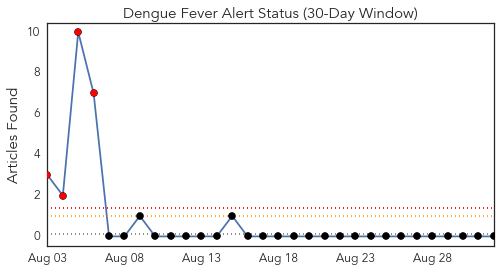 Dengue Fever Alert Status (30-Day Window)
Articles Found
10
8
6
4
2
0
Aug 03 Aug 08 Aug 13 Aug 18 Aug 23 Aug 28